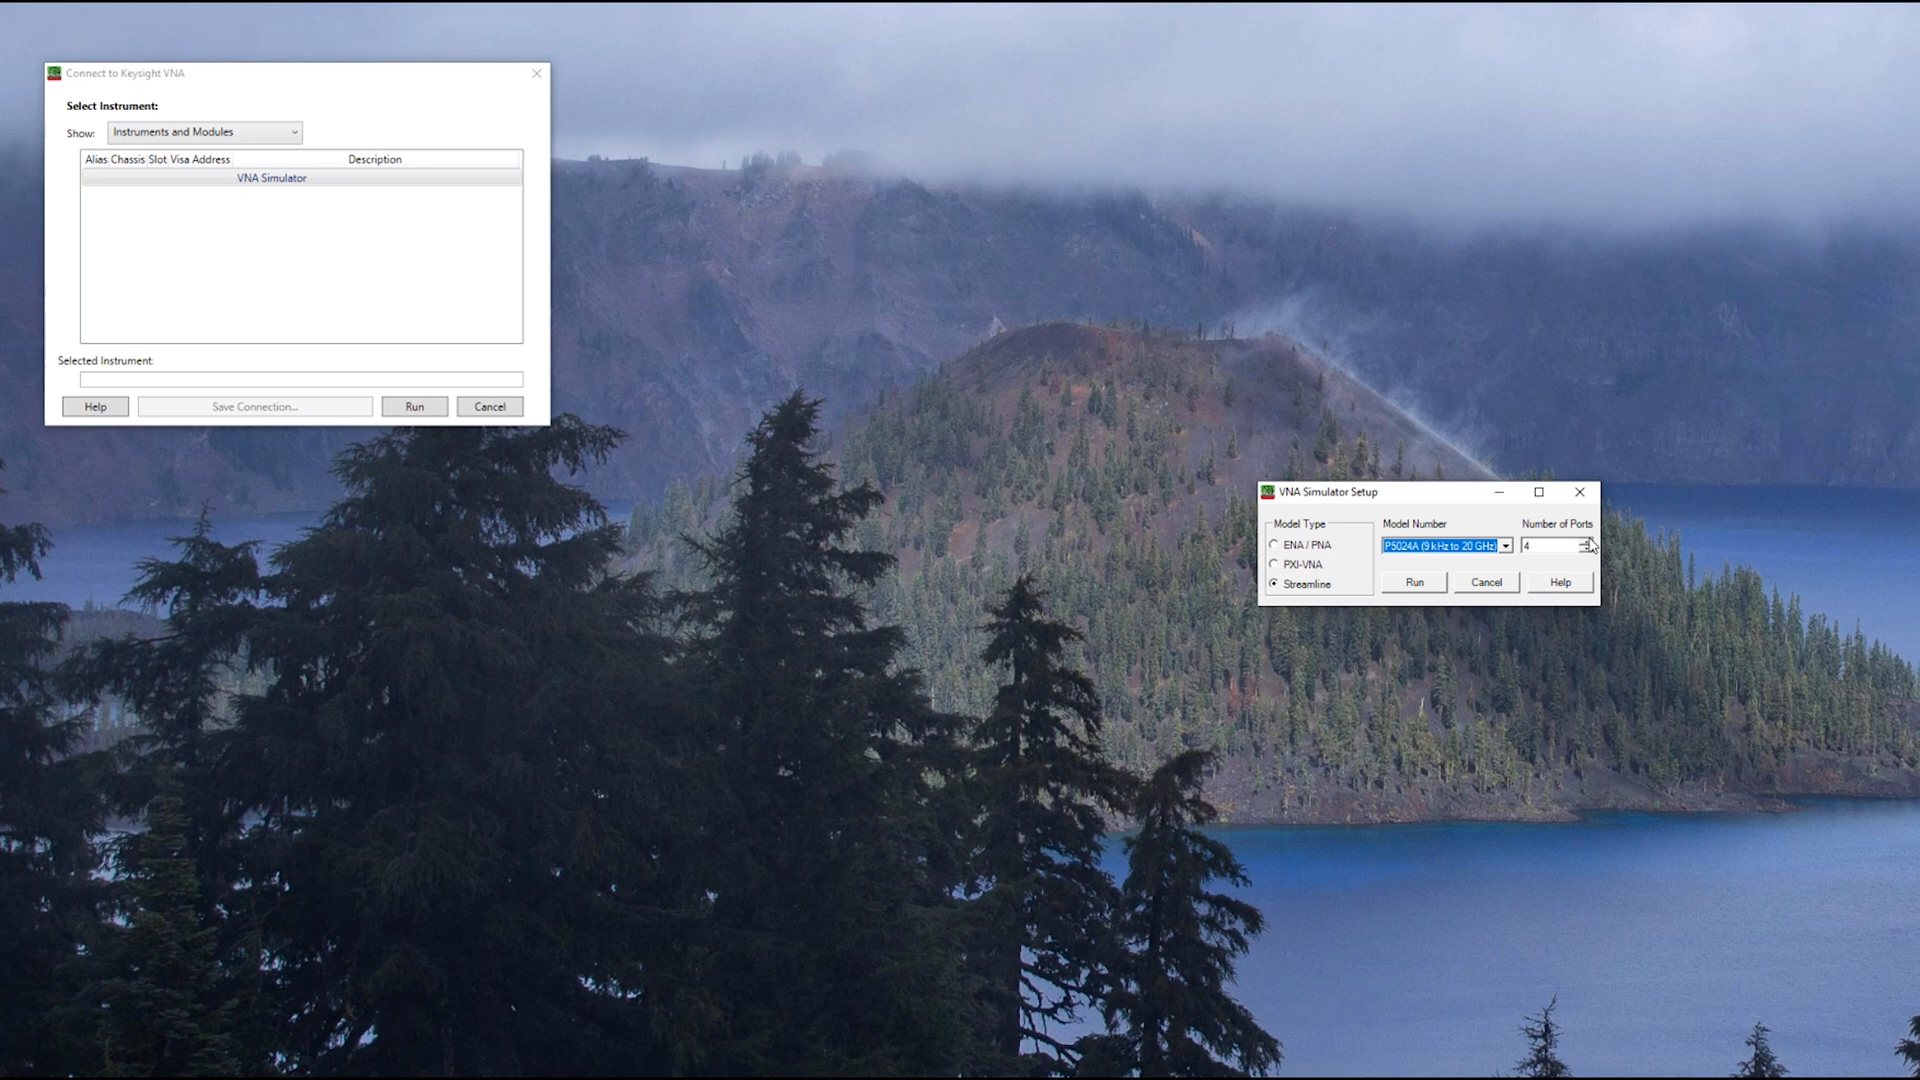 Connect to Keysight VNA
Select Instrument:
Show: Instruments and Modules
Alias Chassis Slot Visa Address Description
VNA Simulator
Selected Instrument:
Help Save Connection... Run Cancel
VNA Simulator Setup
Model Type Model Number Number of Ports
ENA / PNA P5024A (9 kHz to 20 GHz) 4
PXI-VNA
Streamline Run Cancel Help